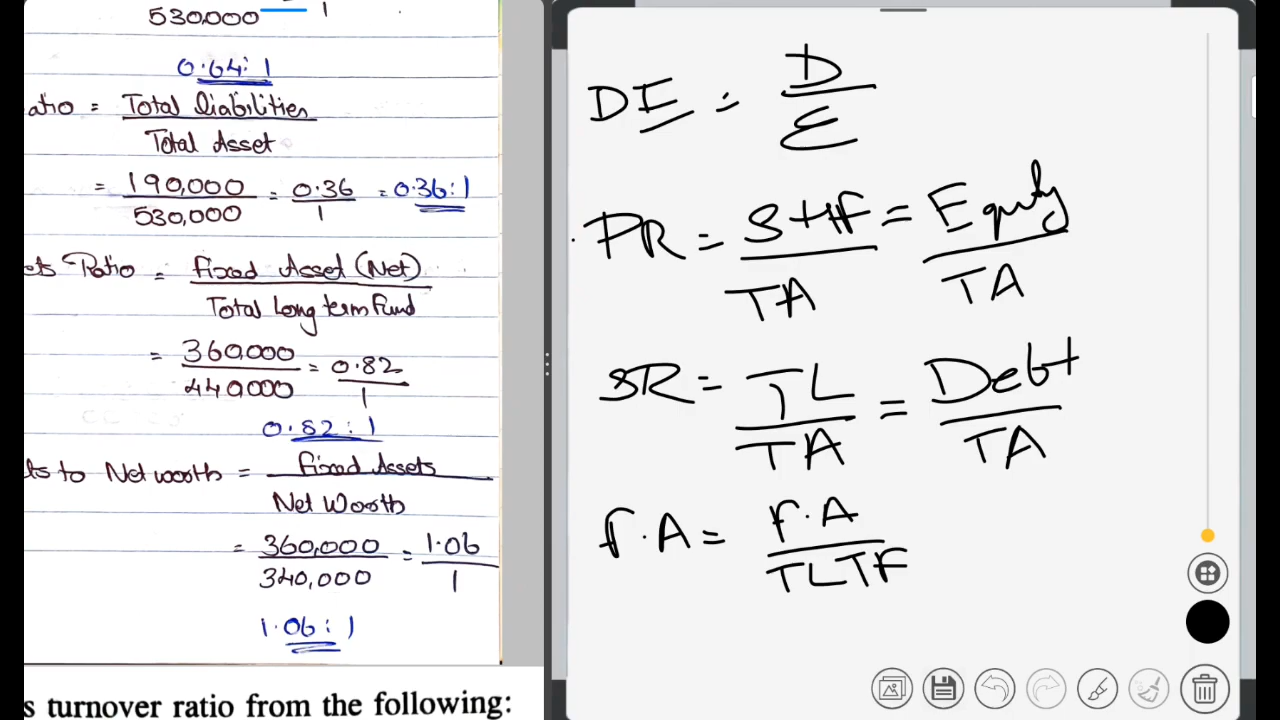 530,000 1
0.64:1
atio = Total liabilities
Total Asset
= 190,000 = 0.36 = 0.36:1
530,000 1
ets Ratio = Fixed Asset (Net)
Total Long term Fund
= 360,000 = 0.82
440,000 1
0.82:1
ts to Net worth = Fixed Assets
Net Worth
= 360,000 = 1.06
340,000 1
1.06:1
s turnover ratio from the following:
DE = D
E
PR = SHF = Equity
TA TA
SR = TL = Debt
TA TA
F.A = F.A
TLTF